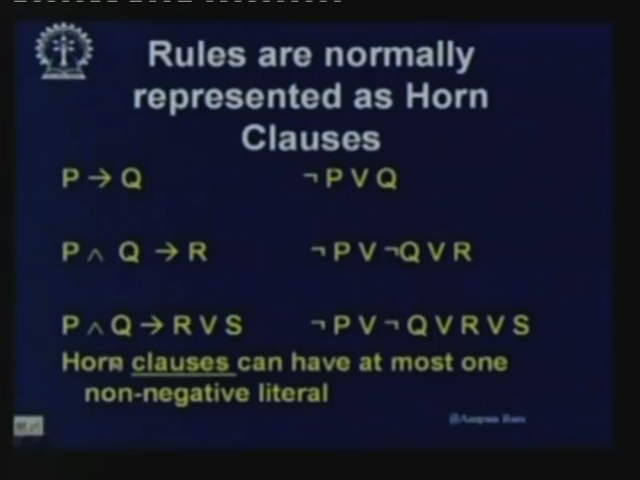 Rules are normally
represented as Horn
Clauses
P → Q ¬ P V Q
P ∧ Q → R ¬ P V ¬Q V R
P ∧ Q → R V S ¬ P V ¬ Q V R V S
Horn clauses can have at most one
non-negative literal